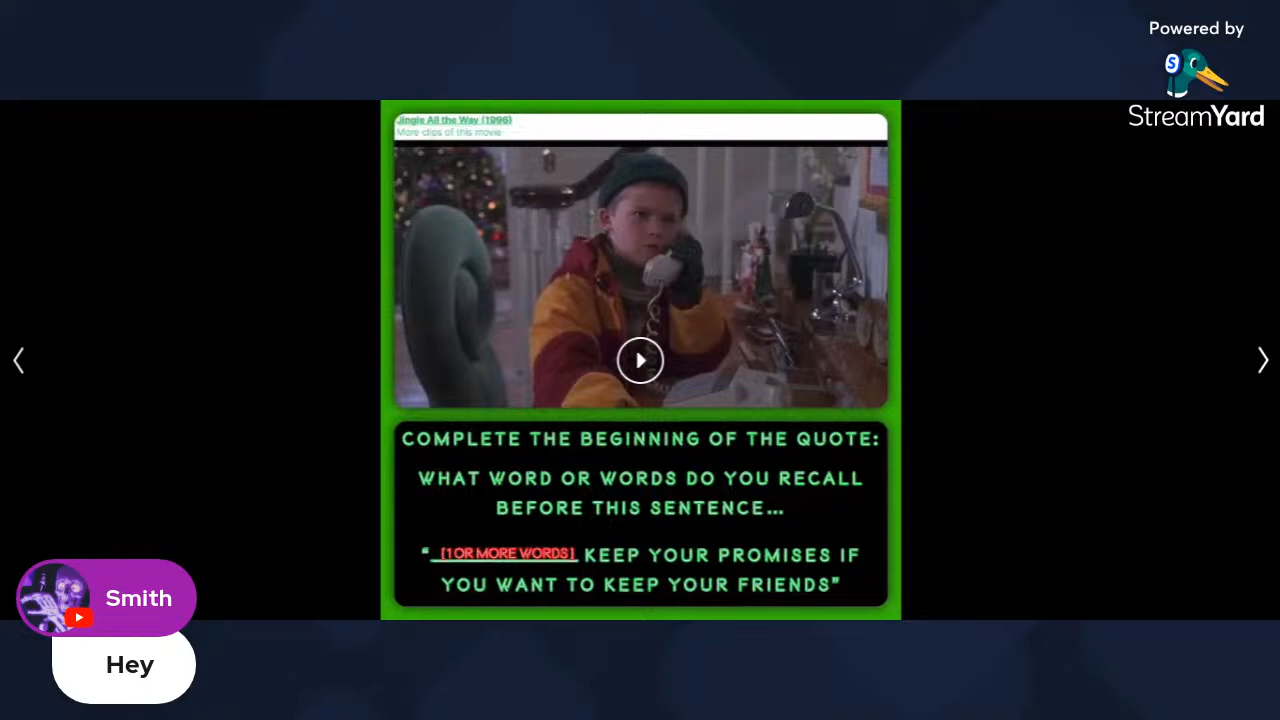 Powered by
StreamYard
Jingle All the Way (1996)
More clips of this movie
COMPLETE THE BEGINNING OF THE QUOTE:
WHAT WORD OR WORDS DO YOU RECALL
BEFORE THIS SENTENCE...
"_[1 OR MORE WORDS]_ KEEP YOUR PROMISES IF
YOU WANT TO KEEP YOUR FRIENDS"
Smith
Hey